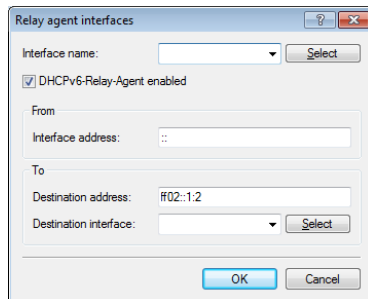 Relay agent interfaces
Interface name: Select
DHCPv6-Relay-Agent enabled
From
Interface address: ::
To
Destination address: ff02::1:2
Destination interface: Select
OK Cancel